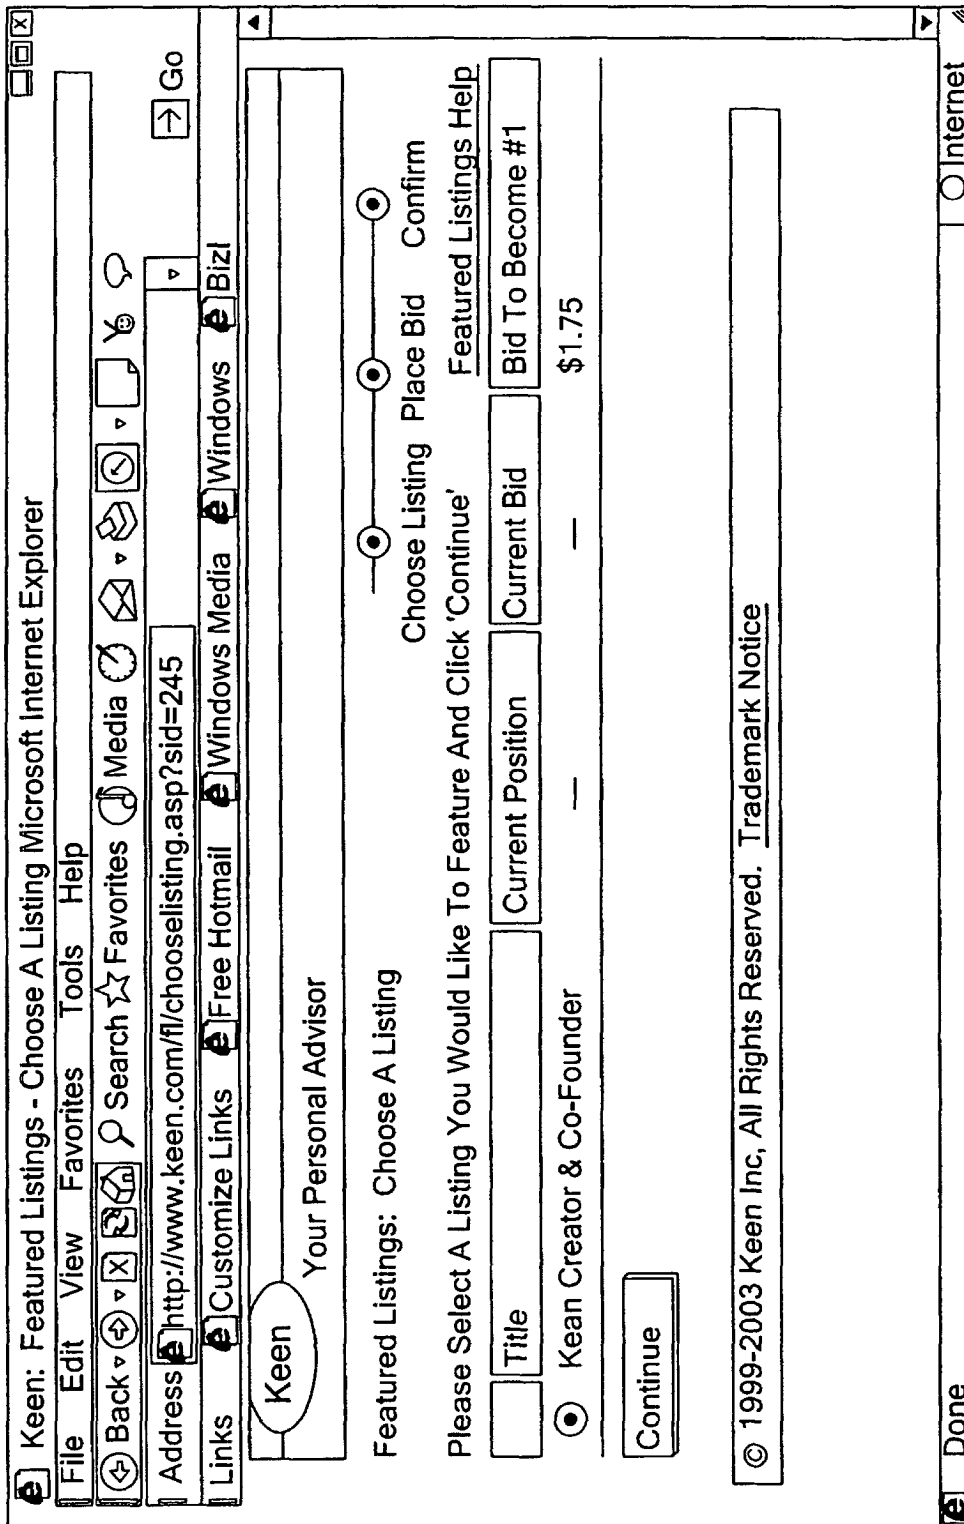 Keen: Featured Listings - Choose A Listing Microsoft Internet Explorer
File Edit View Favorites Tools Help
Back Search Favorites Media
Address http://www.keen.com/fl/chooselisting.asp?sid=245 Go
Links Customize Links Free Hotmail Windows Media Windows Bizl
Keen
Your Personal Advisor
Featured Listings: Choose A Listing
Choose Listing Place Bid Confirm
Please Select A Listing You Would Like To Feature And Click 'Continue' Featured Listings Help
Title Current Position Current Bid Bid To Become #1
Kean Creator & Co-Founder — — $1.75
Continue
© 1999-2003 Keen Inc, All Rights Reserved. Trademark Notice
Done Internet